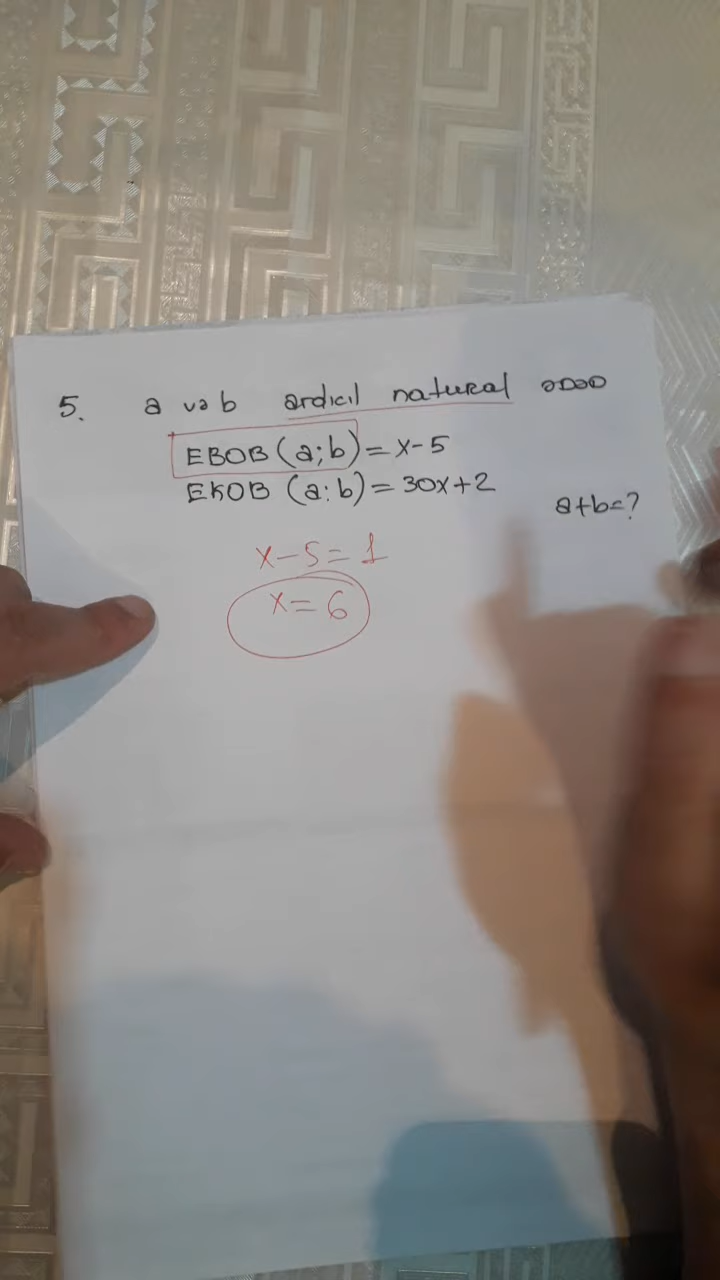 5. a və b ardıcıl natural ədəd
EBOB (a;b) = x-5
EKOB (a:b) = 30x+2
a+b=?
x-5=1
x=6